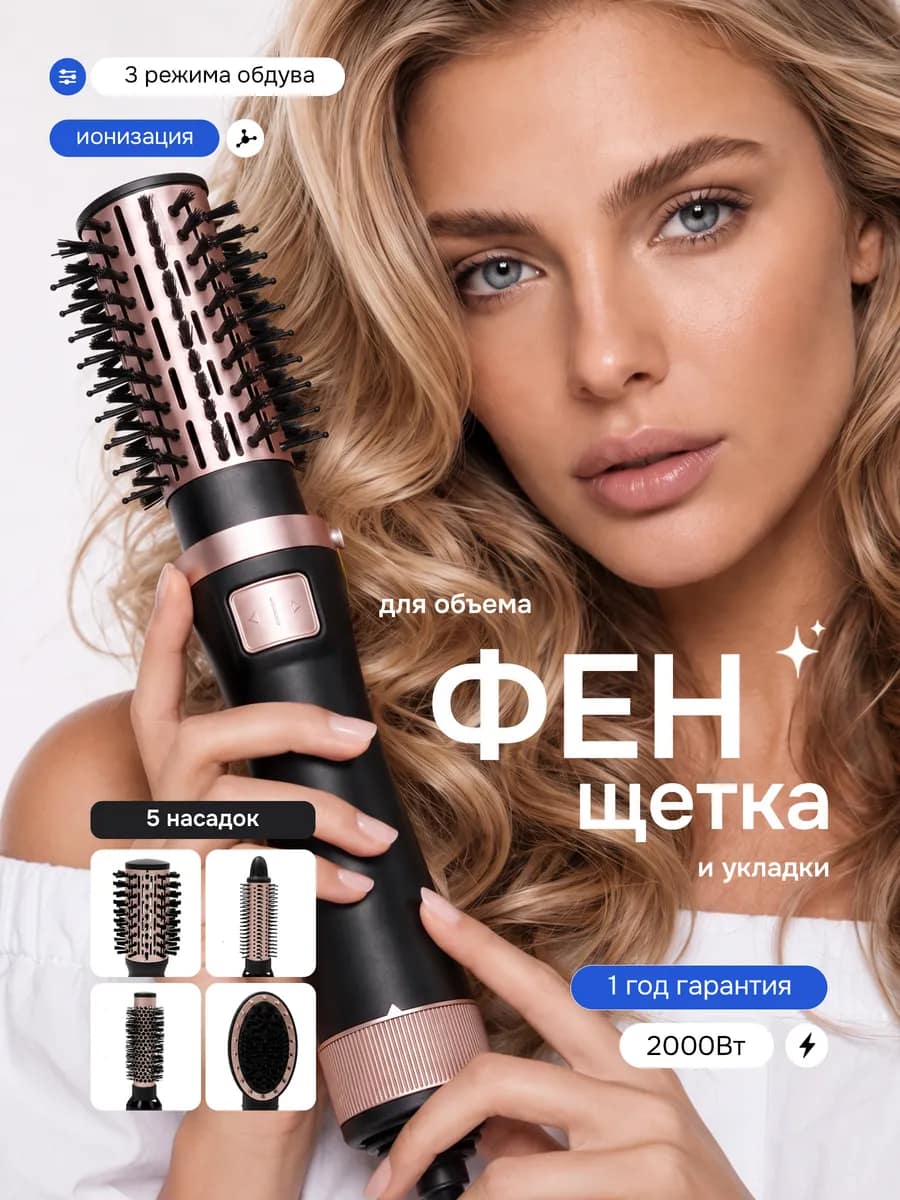 3 режима обдува
ионизация
для объема
ФЕН
щетка
и укладки
5 насадок
1 год гарантия
2000Вт